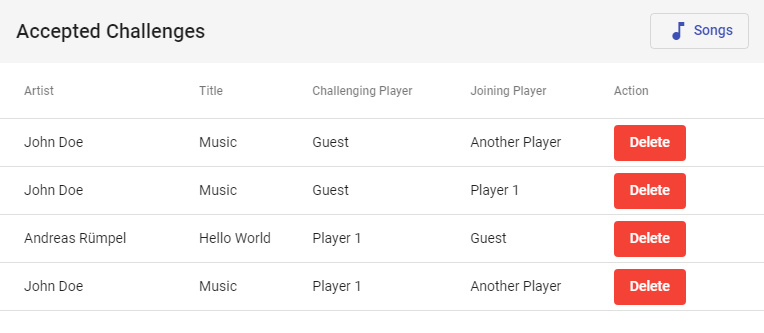 Accepted Challenges Songs
Artist Title Challenging Player Joining Player Action
John Doe Music Guest Another Player Delete
John Doe Music Guest Player 1 Delete
Andreas Rümpel Hello World Player 1 Guest Delete
John Doe Music Player 1 Another Player Delete